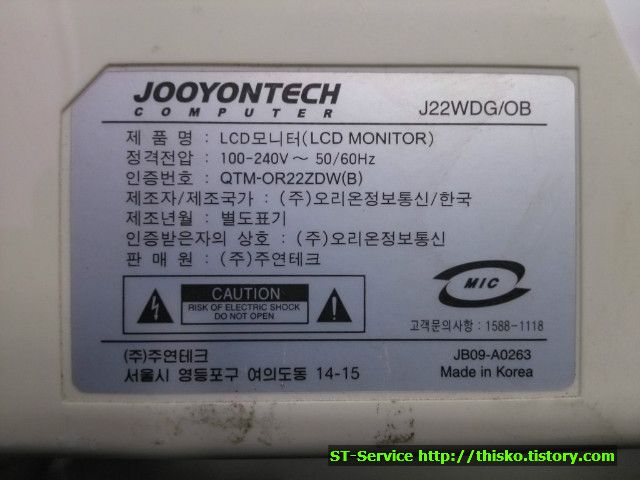 JOOYONTECH
COMPUTER
J22WDG/OB
제 품 명 : LCD모니터(LCD MONITOR)
정격전압 : 100-240V ~ 50/60Hz
인증번호 : QTM-OR22ZDW(B)
제조자/제조국가 : (주)오리온정보통신/한국
제조년월 : 별도표기
인증받은자의 상호 : (주)오리온정보통신
판 매 원 : (주)주연테크
CAUTION
RISK OF ELECTRIC SHOCK
DO NOT OPEN
MIC
고객문의사항 : 1588-1118
(주)주연테크
서울시 영등포구 여의도동 14-15
JB09-A0263
Made in Korea
ST-Service http://thisko.tistory.com